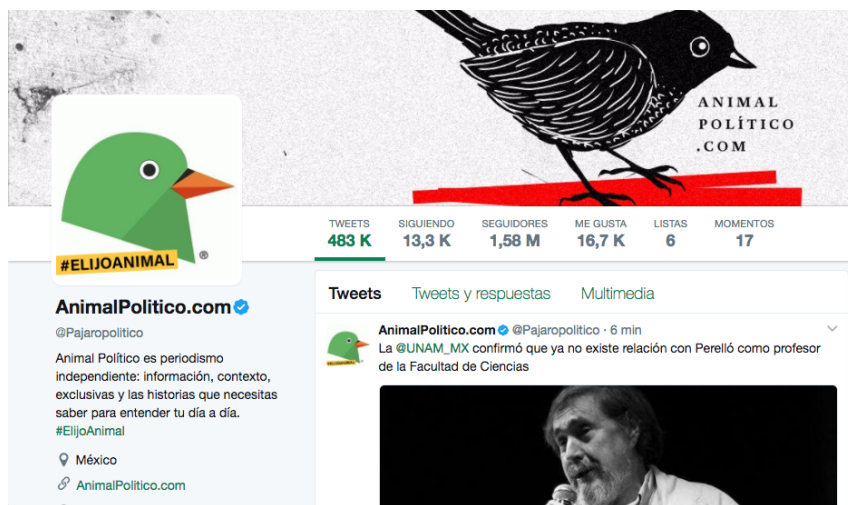 ANIMAL
POLÍTICO
.COM
#ELIJOANIMAL
®
TWEETS
483 K
SIGUIENDO
13,3 K
SEGUIDORES
1,58 M
ME GUSTA
16,7 K
LISTAS
6
MOMENTOS
17
AnimalPolitico.com
@Pajaropolitico
Animal Político es periodismo
independiente: información, contexto,
exclusivas y las historias que necesitas
saber para entender tu día a día.
#ElijoAnimal
México
AnimalPolitico.com
Tweets Tweets y respuestas Multimedia
AnimalPolitico.com @Pajaropolitico · 6 min
La @UNAM_MX confirmó que ya no existe relación con Perelló como profesor
de la Facultad de Ciencias